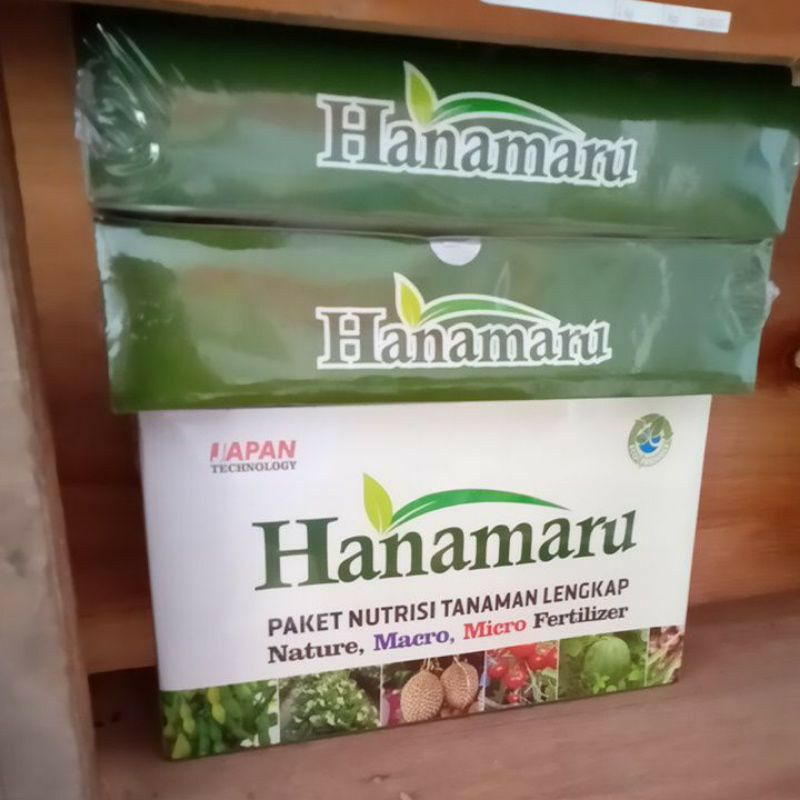 Hanamaru
Hanamaru
JAPAN
TECHNOLOGY
Hanamaru
PAKET NUTRISI TANAMAN LENGKAP
Nature, Macro, Micro Fertilizer